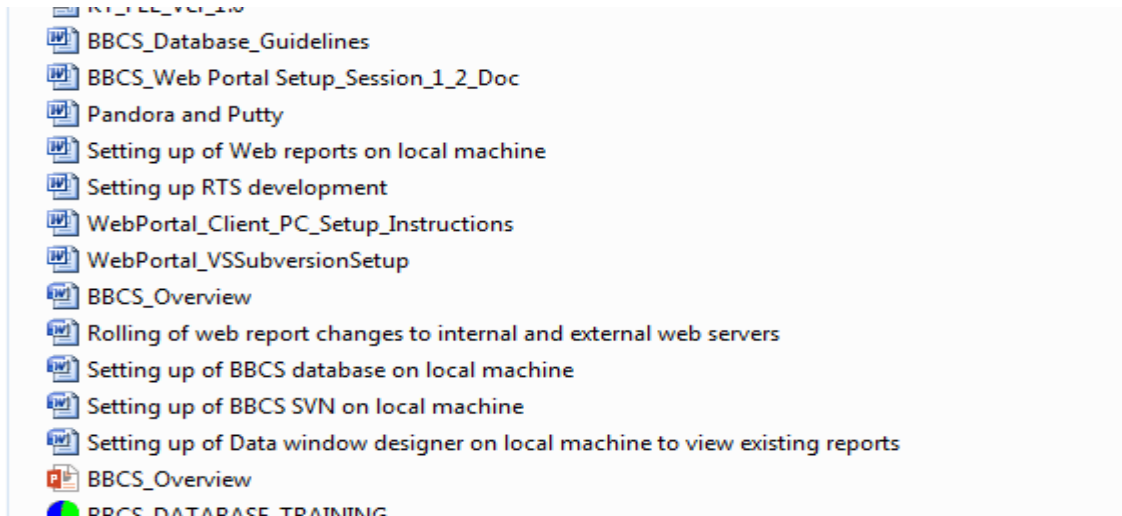 BBCS_Database_Guidelines
BBCS_Web Portal Setup_Session_1_2_Doc
Pandora and Putty
Setting up of Web reports on local machine
Setting up RTS development
WebPortal_Client_PC_Setup_Instructions
WebPortal_VSSubversionSetup
BBCS_Overview
Rolling of web report changes to internal and external web servers
Setting up of BBCS database on local machine
Setting up of BBCS SVN on local machine
Setting up of Data window designer on local machine to view existing reports
BBCS_Overview
BBCS_DATABASE_TRAINING